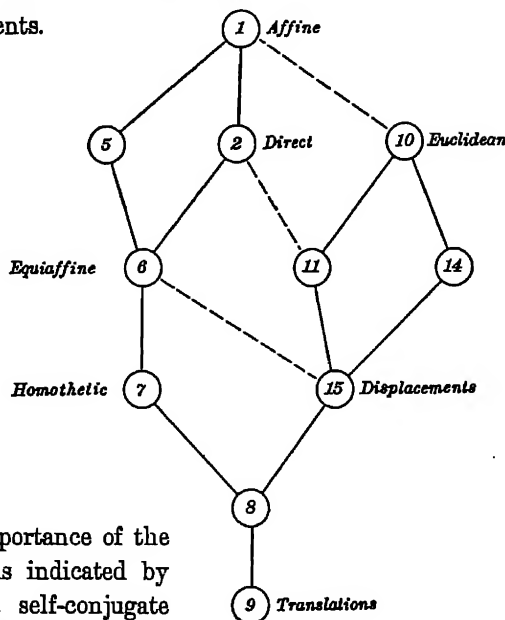 ents.
1 Affine
5 2 Direct 10 Euclidean
Equiaffine 6 11 14
Homothetic 7 15 Displacements
8
portance of the
s indicated by
self-conjugate
9 Translations